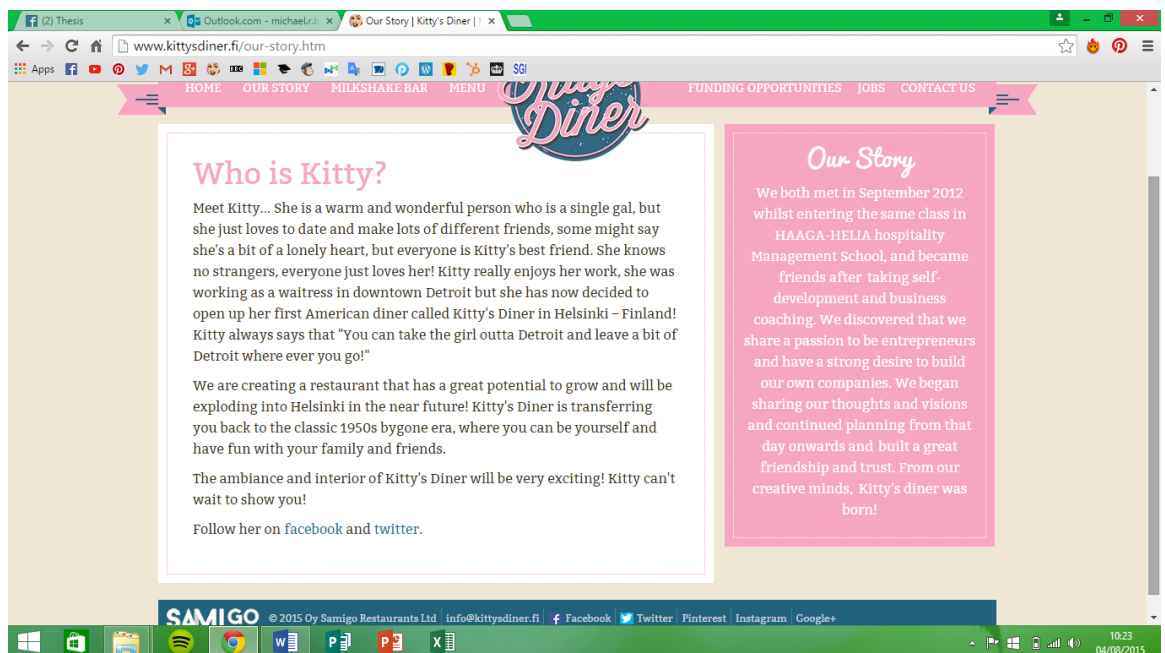 (2) Thesis
Outlook.com - michael.r.b
Our Story | Kitty's Diner | H
www.kittysdiner.fi/our-story.htm
Apps
SGI
HOME OUR STORY MILKSHAKE BAR MENU
FUNDING OPPORTUNITIES JOBS CONTACT US
Diner
Who is Kitty?
Meet Kitty... She is a warm and wonderful person who is a single gal, but
she just loves to date and make lots of different friends, some might say
she's a bit of a lonely heart, but everyone is Kitty's best friend. She knows
no strangers, everyone just loves her! Kitty really enjoys her work, she was
working as a waitress in downtown Detroit but she has now decided to
open up her first American diner called Kitty's Diner in Helsinki – Finland!
Kitty always says that "You can take the girl outta Detroit and leave a bit of
Detroit where ever you go!"
We are creating a restaurant that has a great potential to grow and will be
exploding into Helsinki in the near future! Kitty's Diner is transferring
you back to the classic 1950s bygone era, where you can be yourself and
have fun with your family and friends.
The ambiance and interior of Kitty's Diner will be very exciting! Kitty can't
wait to show you!
Follow her on facebook and twitter.
Our Story
We both met in September 2012
whilst entering the same class in
HAAGA-HELIA hospitality
Management School, and became
friends after taking self-
development and business
coaching. We discovered that we
share a passion to be entrepreneurs
and have a strong desire to build
our own companies. We began
sharing our thoughts and visions
and continued planning from that
day onwards and built a great
friendship and trust. From our
creative minds, Kitty's diner was
born!
SAMIGO © 2015 Oy Samigo Restaurants Ltd info@kittysdiner.fi Facebook Twitter Pinterest Instagram Google+
10:23
04/08/2015